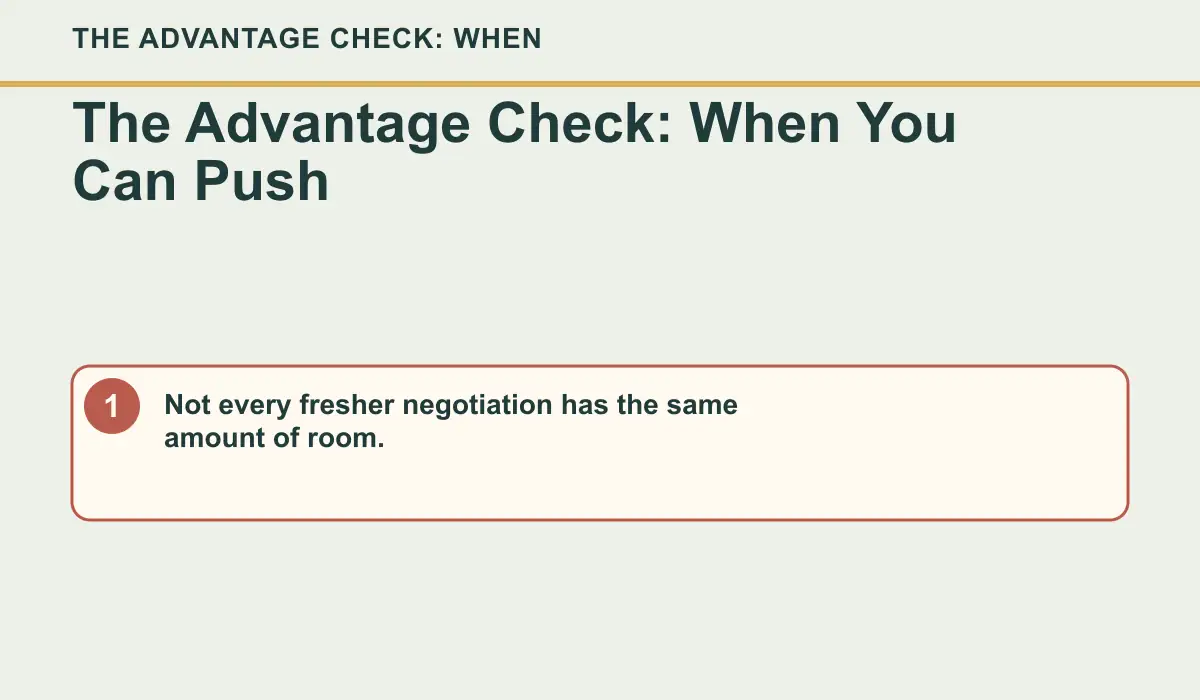 THE ADVANTAGE CHECK: WHEN
The Advantage Check: When You
Can Push
1
Not every fresher negotiation has the same
amount of room.